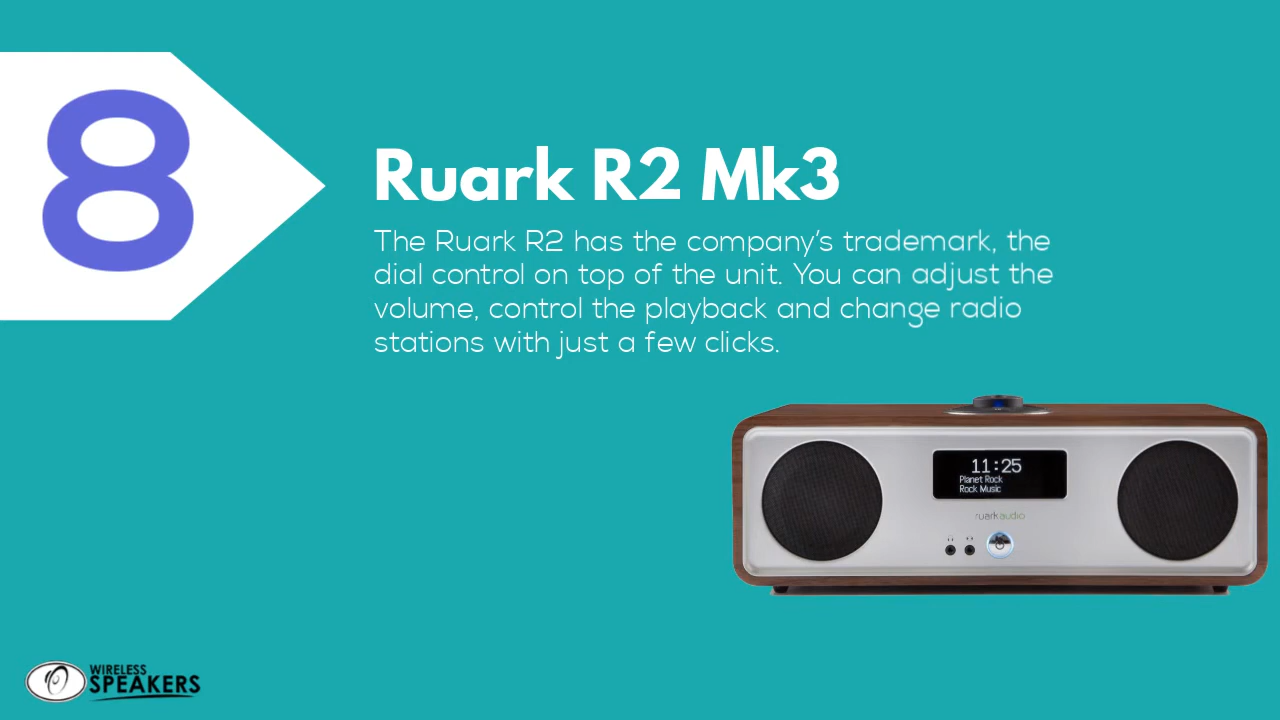 8
Ruark R2 Mk3
The Ruark R2 has the company's trademark, the
dial control on top of the unit. You can adjust the
volume, control the playback and change radio
stations with just a few clicks.
11:25
Planet Rock
Rock Music
ruarkaudio
WIRELESS
SPEAKERS